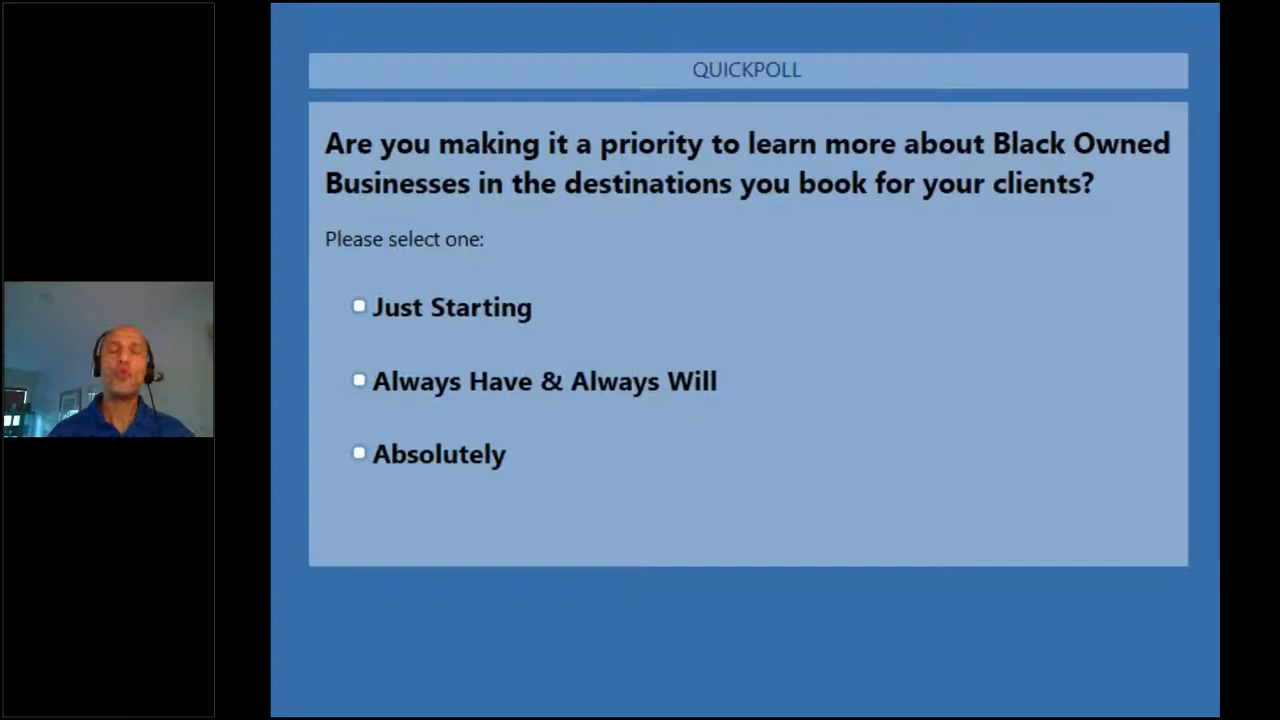 QUICKPOLL
Are you making it a priority to learn more about Black Owned
Businesses in the destinations you book for your clients?
Please select one:
Just Starting
Always Have & Always Will
Absolutely